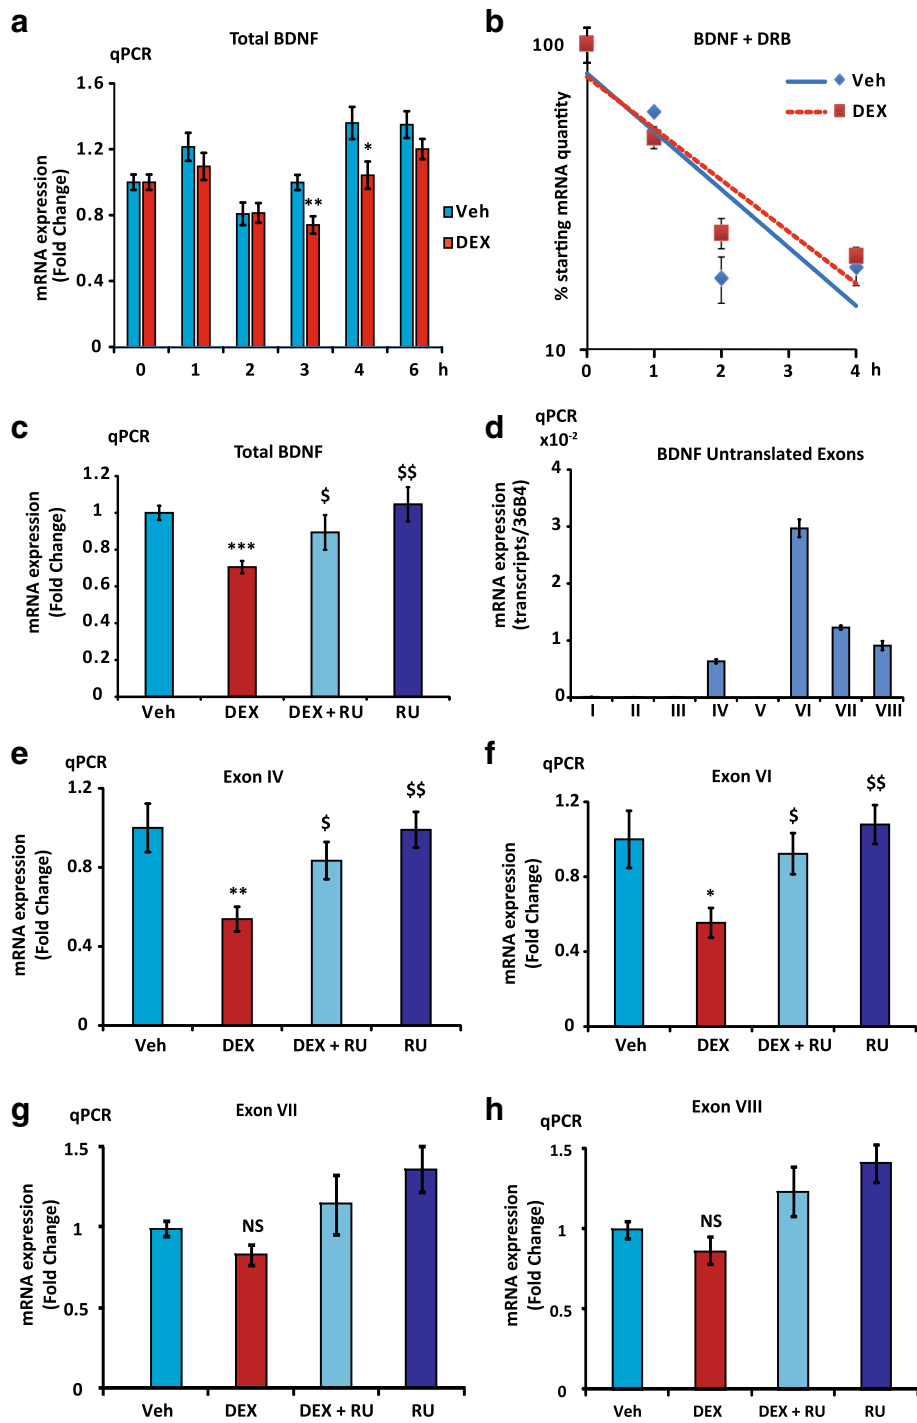 a
Total BDNF
qPCR
1.6
1.2
0.8
0.4
0
mRNA expression
(Fold Change)
*
**
Veh
DEX
0 1 2 3 4 6 h
b
BDNF + DRB
100
10
% starting mRNA quantity
Veh
DEX
0 1 2 3 4 h
c
qPCR
Total BDNF
1.2
1
0.8
0.6
0.4
0.2
0
mRNA expression
(Fold Change)
***
$
$$
Veh DEX DEX + RU RU
d
qPCR
x10-2
BDNF Untranslated Exons
4
3
2
1
0
mRNA expression
(transcripts/36B4)
I II III IV V VI VII VIII
e
qPCR
Exon IV
1.2
0.8
0.4
0
mRNA expression
(Fold Change)
**
$
$$
Veh DEX DEX + RU RU
f
qPCR
Exon VI
1.2
0.8
0.4
0
mRNA expression
(Fold Change)
*
$
$$
Veh DEX DEX + RU RU
g
qPCR
Exon VII
1.5
1
0.5
0
mRNA expression
(Fold Change)
NS
Veh DEX DEX + RU RU
h
qPCR
Exon VIII
1.5
1
0.5
0
mRNA expression
(Fold Change)
NS
Veh DEX DEX + RU RU